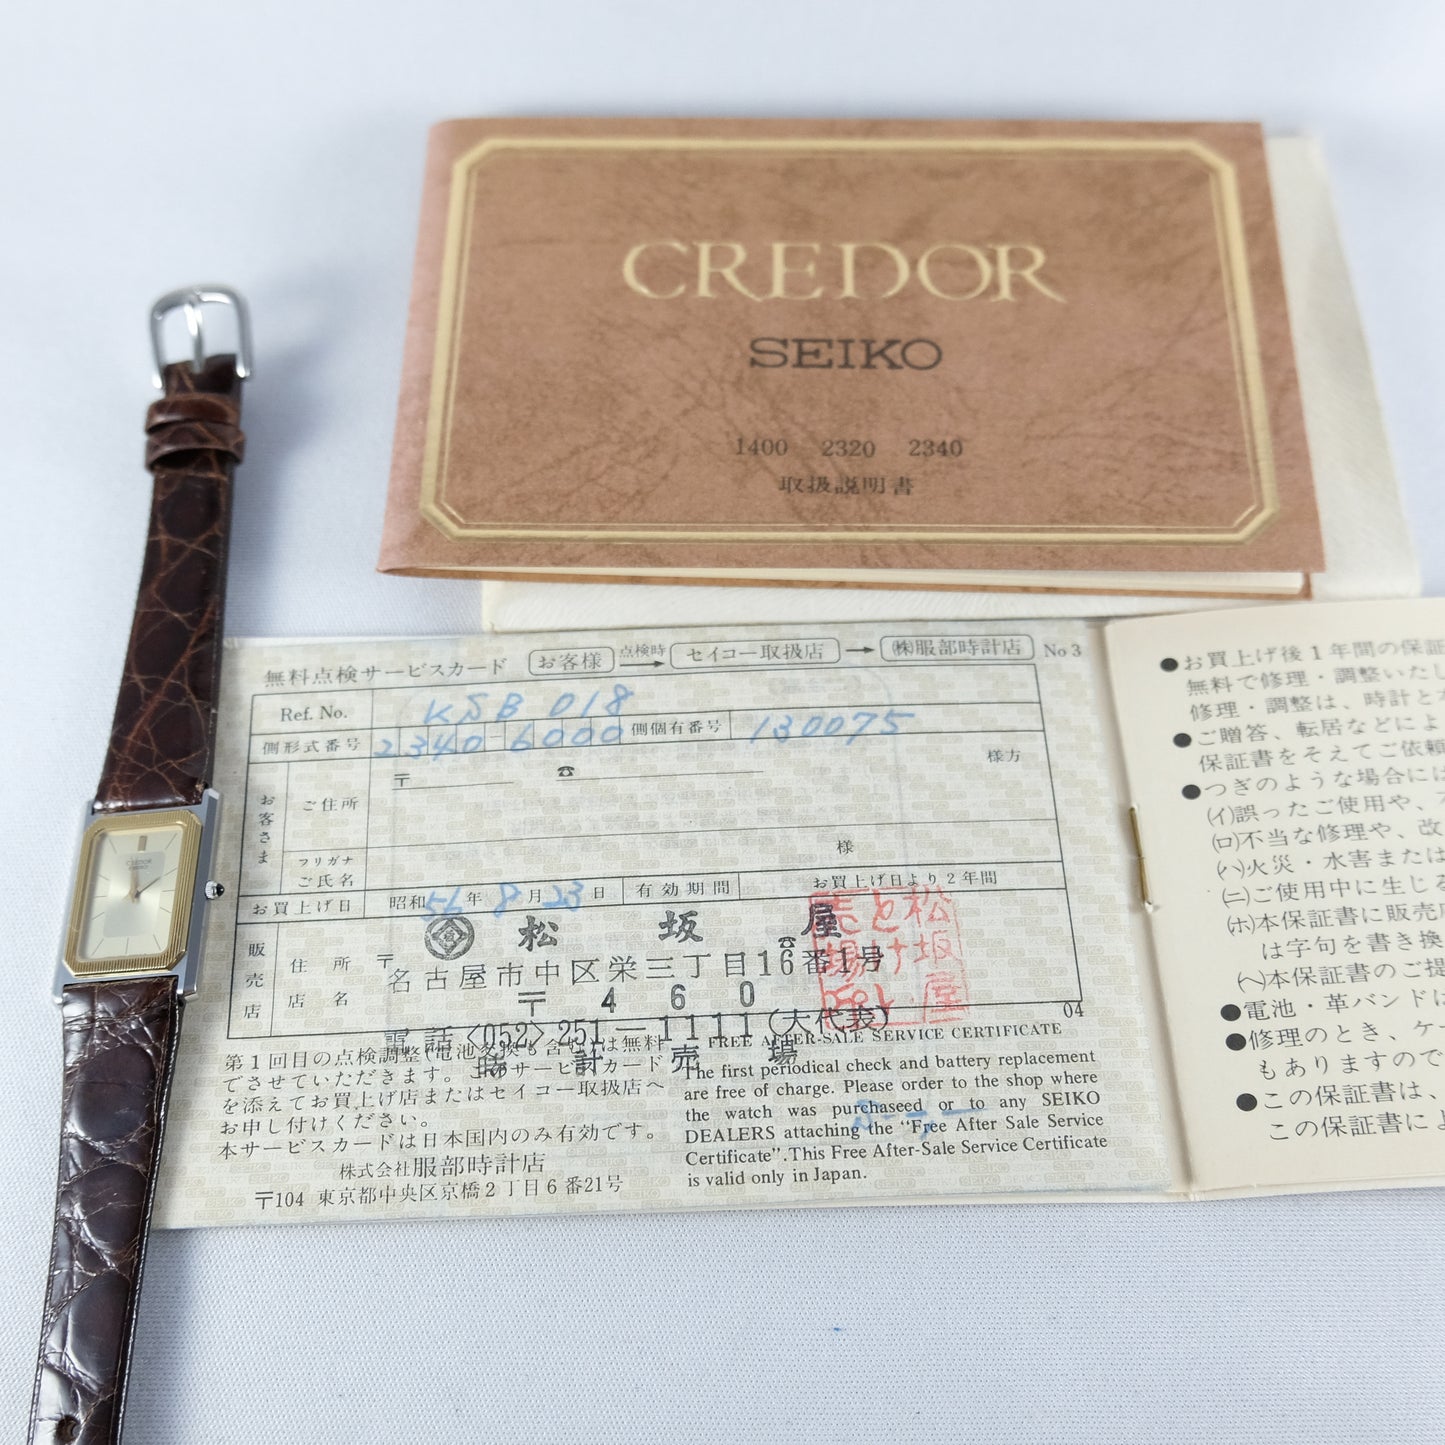 CREDOR
SEIKO
1400 2320 2340
取扱説明書
CREDOR
無料点検サービスカード お客様 点検時 セイコー取扱店 ㈱服部時計店 No 3
Ref. No. KSB 018
側形式番号 2340-6000 側個有番号 130075
お客さま
ご住所 〒 ☎ 様方
フリガナ
ご氏名 様
お買上げ日 昭和 56 年 8 月 23 日 有効期間 お買上げ日より2年間
販売店
住所 〒
店名
松坂屋 ☎
名古屋市中区栄三丁目16番1号
〒460
電話<052>251-1111(大代表)
時計売場
松坂屋
04
第1回目の点検調整(電池交換も含む)は無料
でさせていただきます。このサービスカード
を添えてお買上げ店またはセイコー取扱店へ
お申し付けください。
本サービスカードは日本国内のみ有効です。
株式会社服部時計店
〒104 東京都中央区京橋2丁目6番21号
FREE AFTER-SALE SERVICE CERTIFICATE
The first periodical check and battery replacement
are free of charge. Please order to the shop where
the watch was purchaseed or to any SEIKO
DEALERS attaching the "Free After Sale Service
Certificate". This Free After-Sale Service Certificate
is valid only in Japan.
●お買上げ後1年間の保証
無料で修理・調整いたし
修理・調整は、時計と
●ご贈答、転居などによ
保証書をそえてご依頼
●つぎのような場合には
(イ)誤ったご使用や、
(ロ)不当な修理や、改
(ハ)火災・水害または
(ニ)ご使用中に生じる
(ホ)本保証書に販売
は字句を書き換
(ヘ)本保証書のご提
●電池・革バンドは
●修理のとき、ケー
もありますので
●この保証書は、
この保証書によ